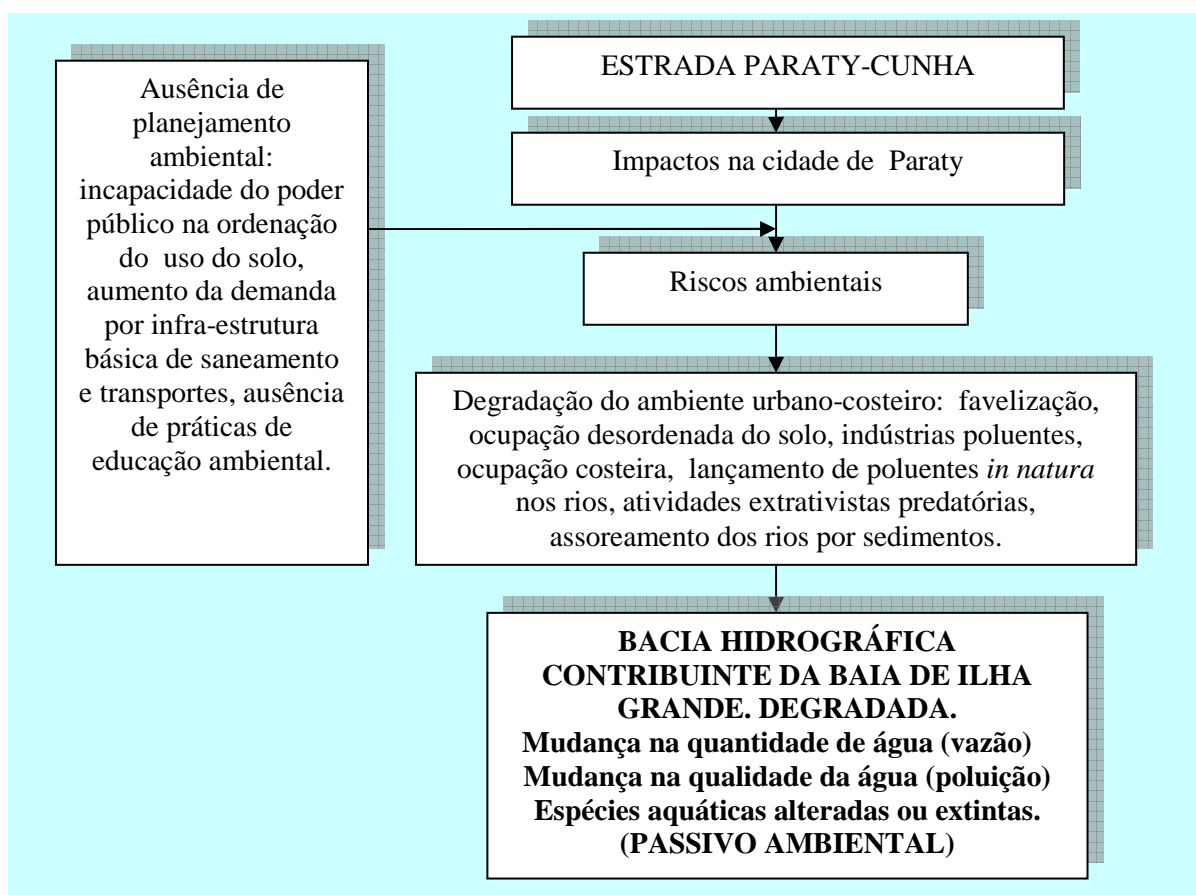 Ausência de
planejamento
ambiental:
incapacidade do poder
público na ordenação
do uso do solo,
aumento da demanda
por infra-estrutura
básica de saneamento
e transportes, ausência
de práticas de
educação ambiental.
ESTRADA PARATY-CUNHA
Impactos na cidade de Paraty
Riscos ambientais
Degradação do ambiente urbano-costeiro: favelização,
ocupação desordenada do solo, indústrias poluentes,
ocupação costeira, lançamento de poluentes in natura
nos rios, atividades extrativistas predatórias,
assoreamento dos rios por sedimentos.
BACIA HIDROGRÁFICA
CONTRIBUINTE DA BAIA DE ILHA
GRANDE. DEGRADADA.
Mudança na quantidade de água (vazão)
Mudança na qualidade da água (poluição)
Espécies aquáticas alteradas ou extintas.
(PASSIVO AMBIENTAL)